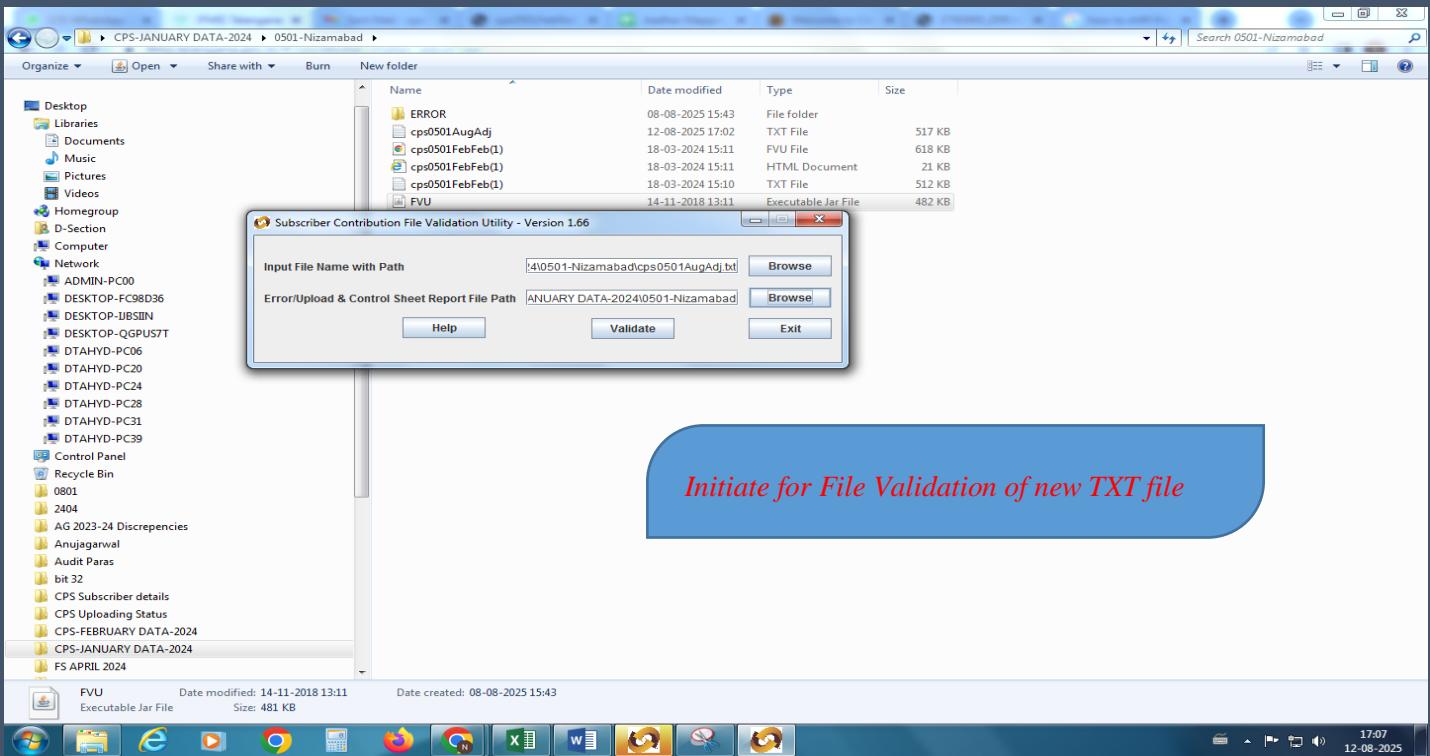 CPS-JANUARY DATA-2024 0501-Nizamabad
Search 0501-Nizamabad
Organize Open Share with Burn New folder
Name Date modified Type Size
ERROR 08-08-2025 15:43 File folder
cps0501AugAdj 12-08-2025 17:02 TXT File 517 KB
cps0501FebFeb(1) 18-03-2024 15:11 FVU File 618 KB
cps0501FebFeb(1) 18-03-2024 15:11 HTML Document 21 KB
cps0501FebFeb(1) 18-03-2024 15:10 TXT File 512 KB
FVU 14-11-2018 13:11 Executable Jar File 482 KB
Desktop
Libraries
Documents
Music
Pictures
Videos
Homegroup
D-Section
Computer
Network
ADMIN-PC00
DESKTOP-FC98D36
DESKTOP-IJBSIIN
DESKTOP-QGPUS7T
DTAHYD-PC06
DTAHYD-PC20
DTAHYD-PC24
DTAHYD-PC28
DTAHYD-PC31
DTAHYD-PC39
Control Panel
Recycle Bin
0801
2404
AG 2023-24 Discrepencies
Anujagarwal
Audit Paras
bit 32
CPS Subscriber details
CPS Uploading Status
CPS-FEBRUARY DATA-2024
CPS-JANUARY DATA-2024
FS APRIL 2024
Subscriber Contribution File Validation Utility - Version 1.66
Input File Name with Path !4\0501-Nizamabad\cps0501AugAdj.txt Browse
Error/Upload & Control Sheet Report File Path ANUARY DATA-2024\0501-Nizamabad Browse
Help Validate Exit
Initiate for File Validation of new TXT file
FVU Date modified: 14-11-2018 13:11 Date created: 08-08-2025 15:43
Executable Jar File Size: 481 KB
17:07
12-08-2025